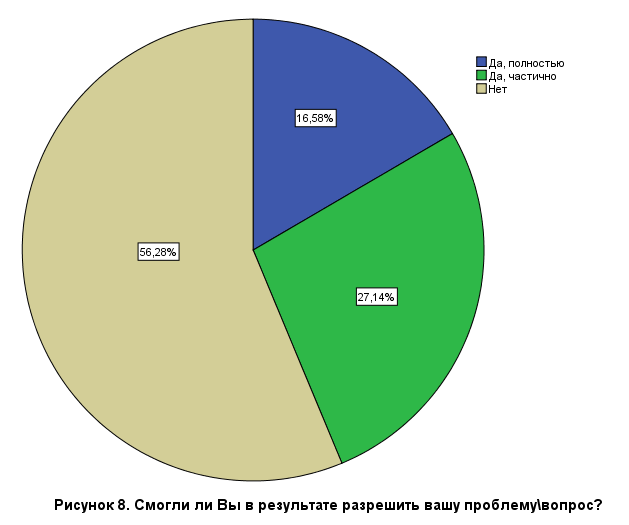 Да, полностью
Да, частично
Нет
16,58%
56,28%
27,14%
Рисунок 8. Смогли ли Вы в результате разрешить вашу проблему\вопрос?